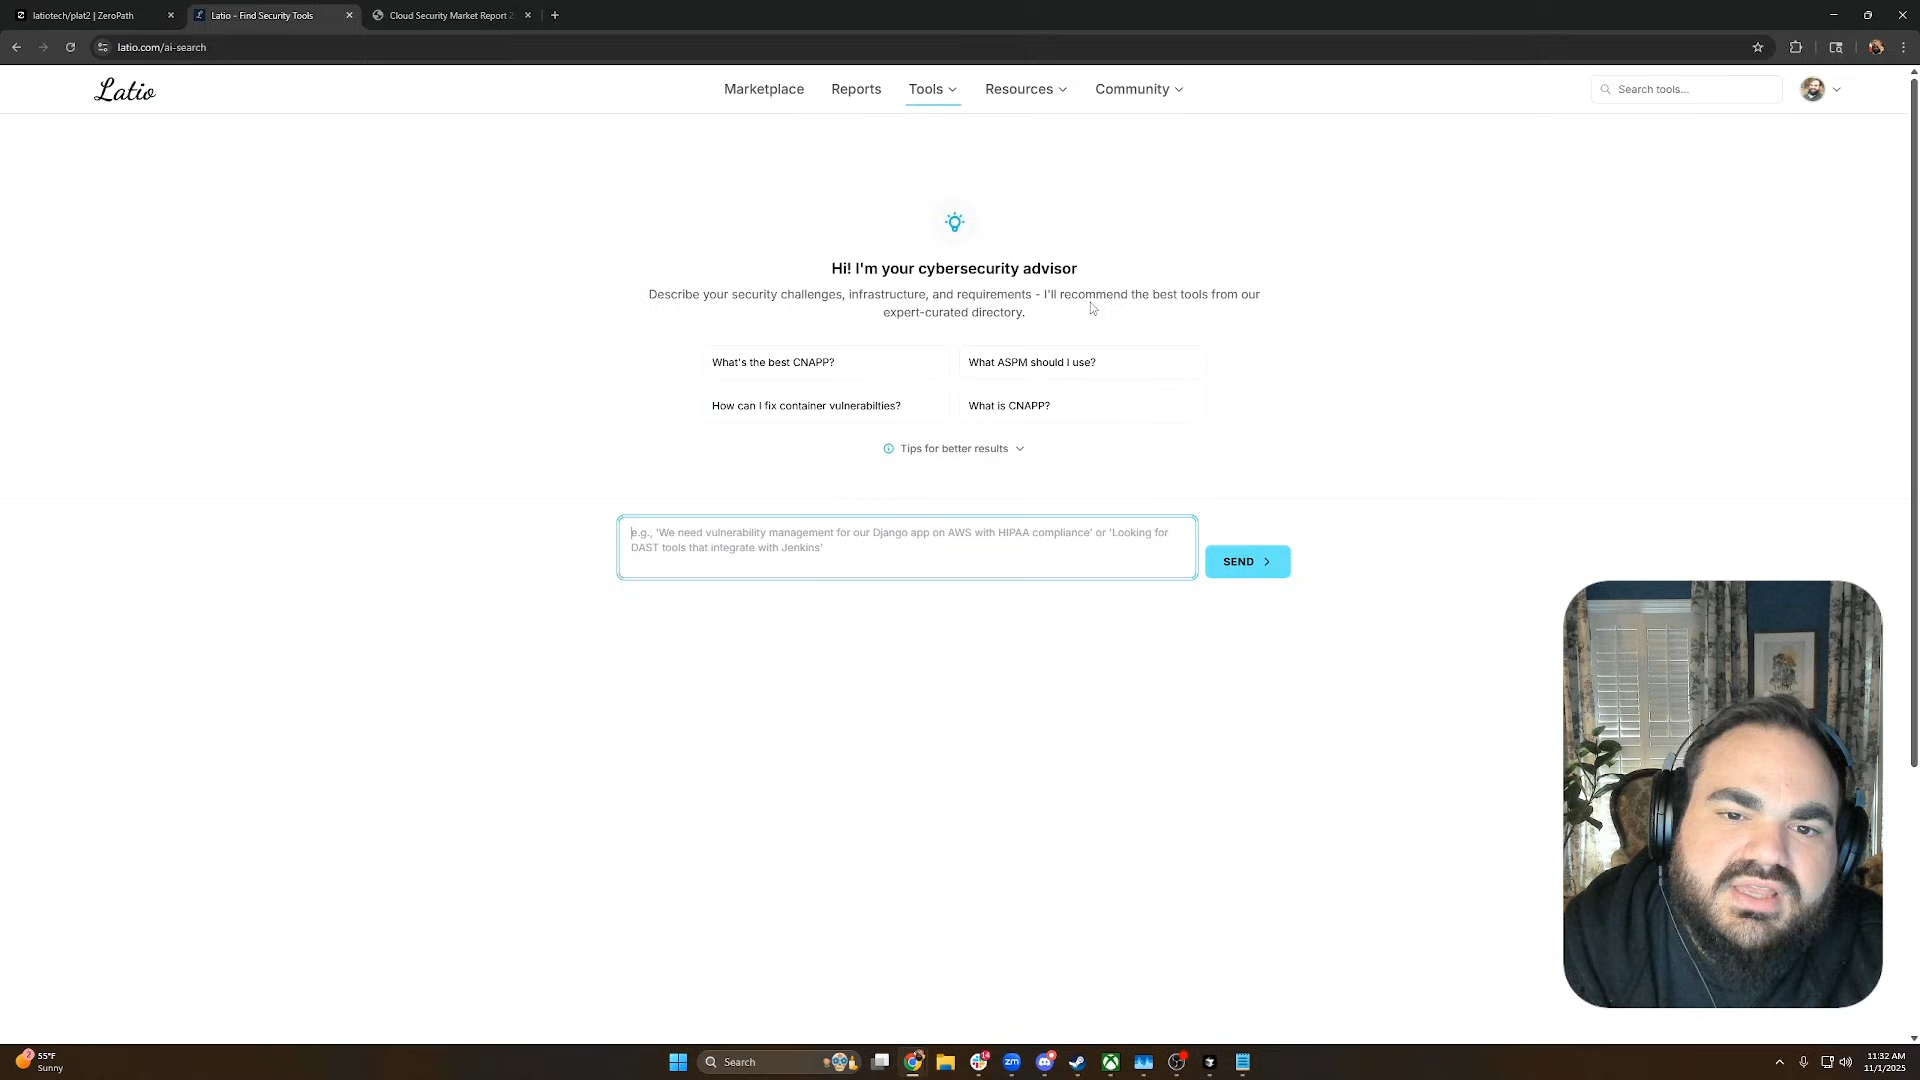 latiotech/plat2 | ZeroPath
Latio - Find Security Tools
Cloud Security Market Report 2
latio.com/ai-search
Latio
Marketplace
Reports
Tools
Resources
Community
Search tools...
Hi! I'm your cybersecurity advisor
Describe your security challenges, infrastructure, and requirements - I'll recommend the best tools from our
expert-curated directory.
What's the best CNAPP?
What ASPM should I use?
How can I fix container vulnerabilties?
What is CNAPP?
Tips for better results
e.g., 'We need vulnerability management for our Django app on AWS with HIPAA compliance' or 'Looking for
DAST tools that integrate with Jenkins'
SEND
2
55°F
Sunny
Search
14
zm
11:32 AM
11/1/2025